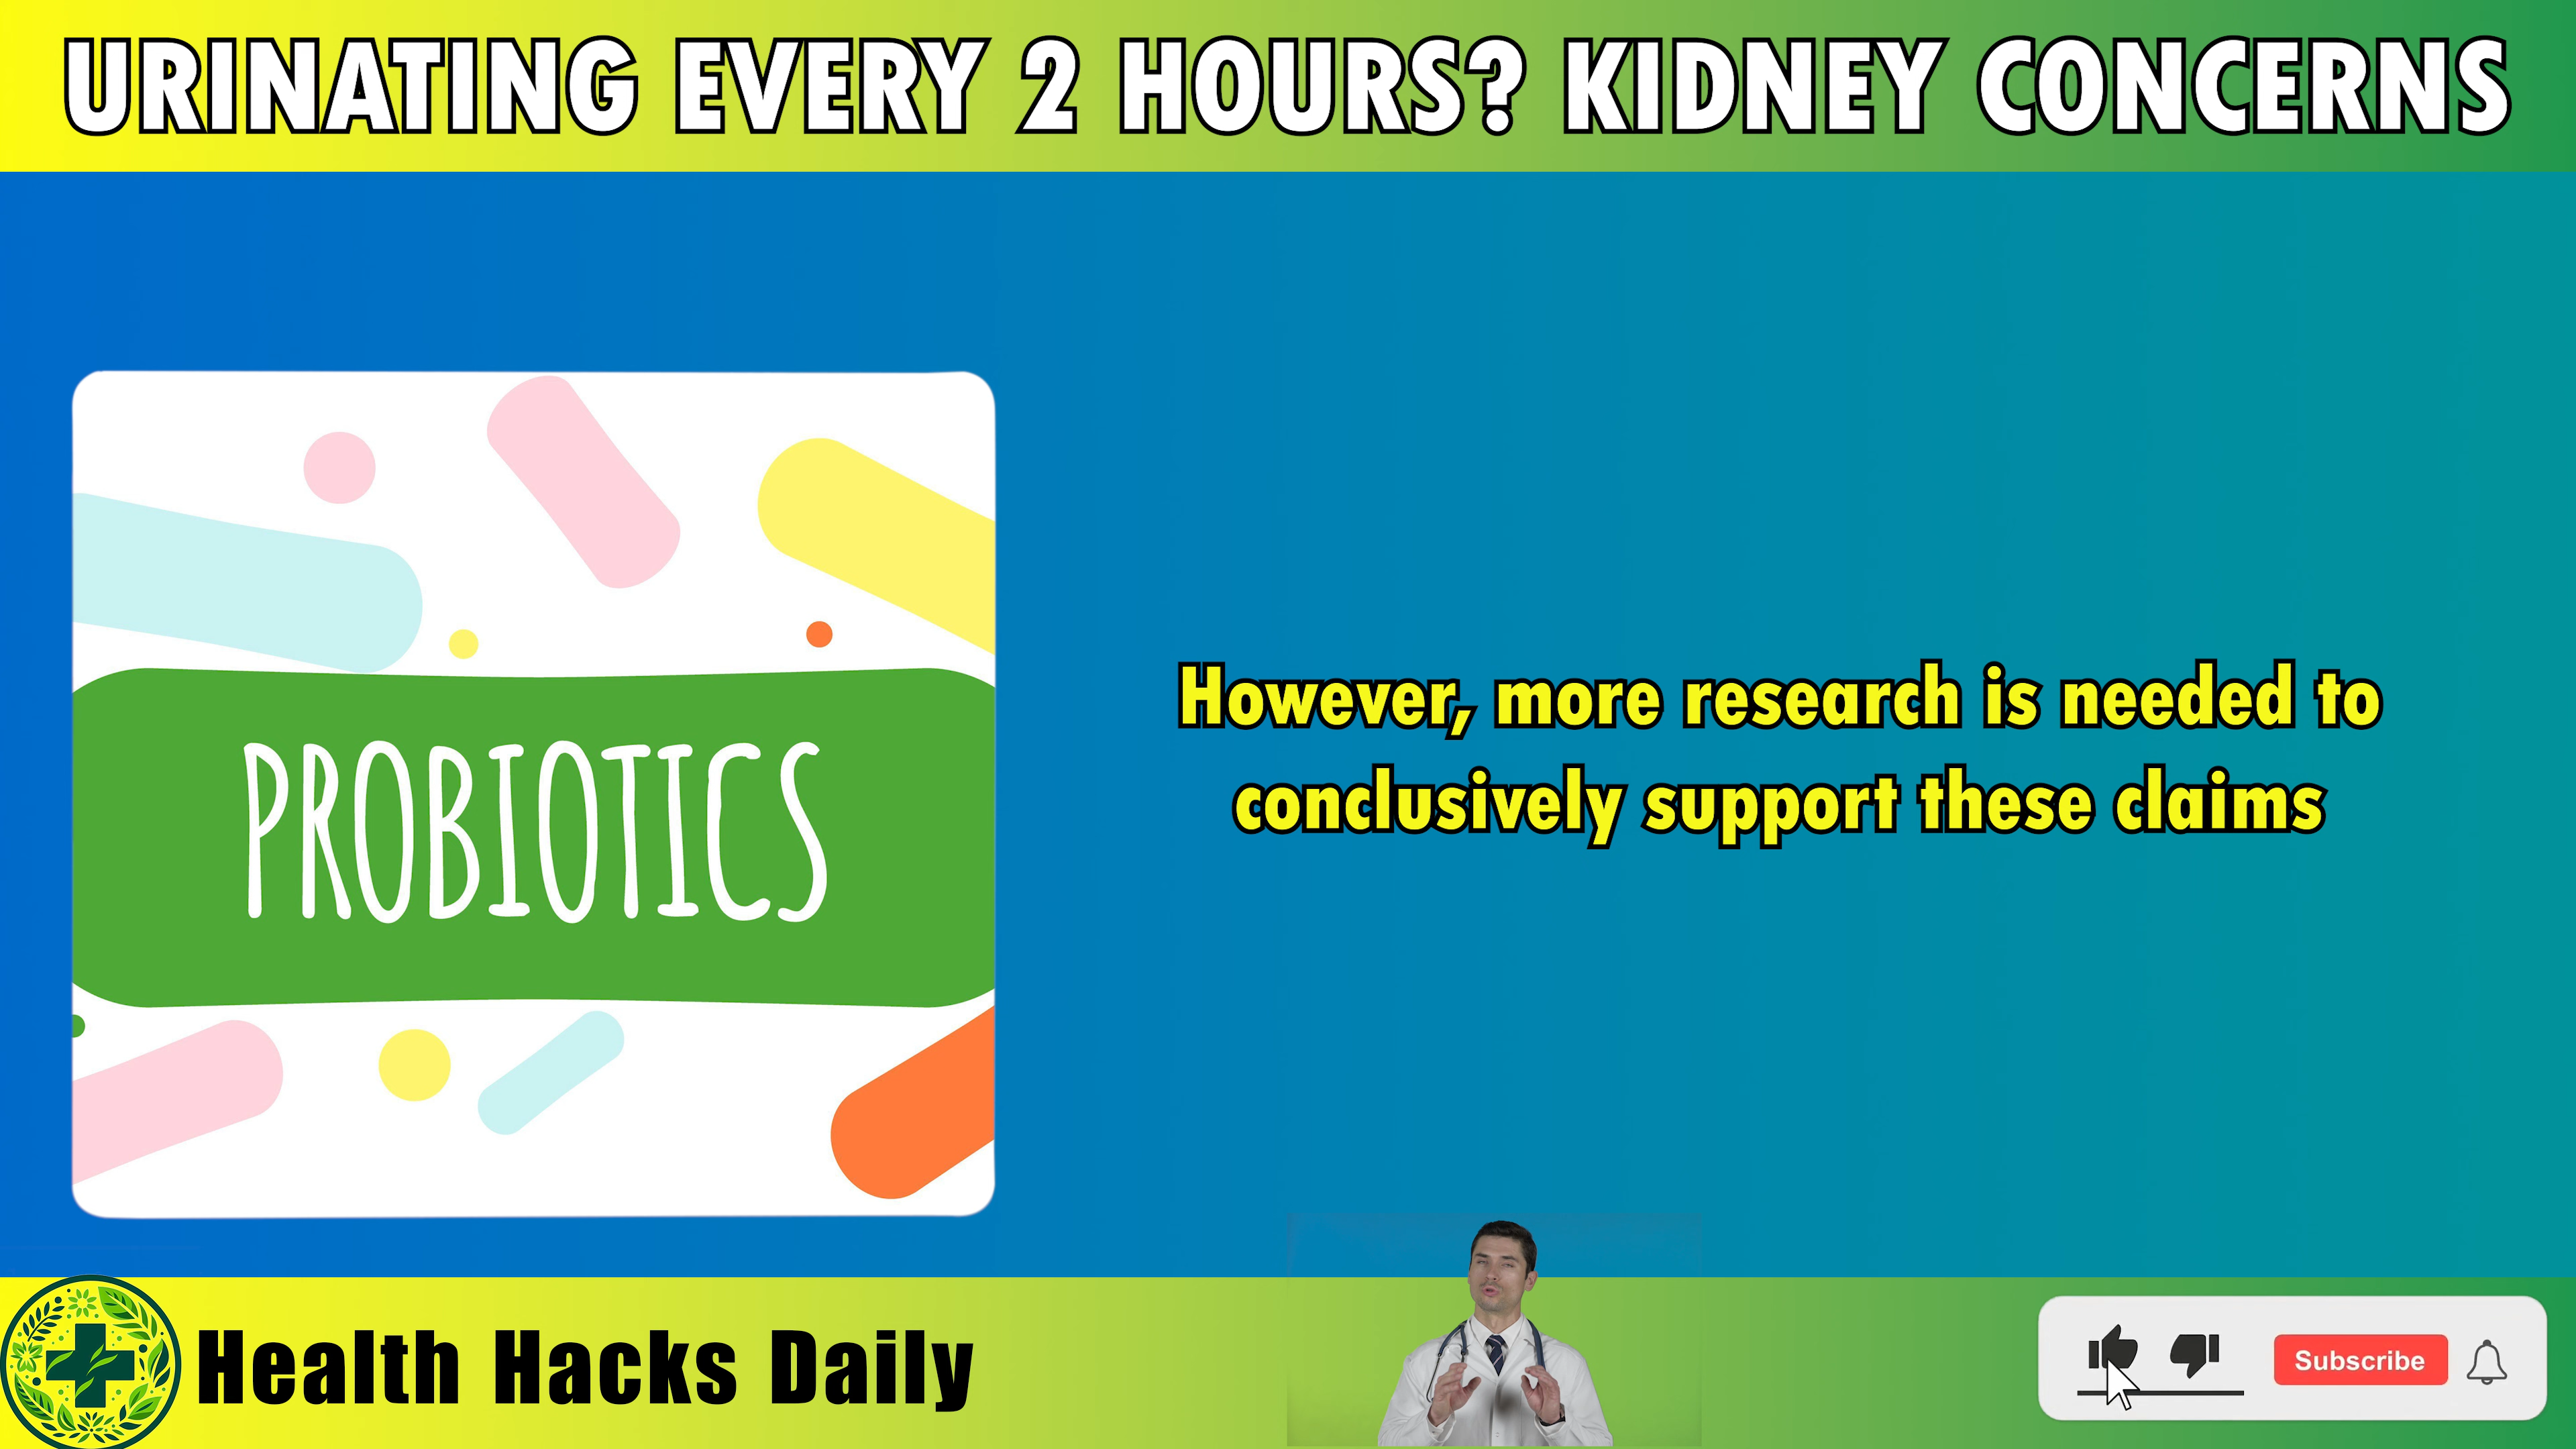 URINATING EVERY 2 HOURS? KIDNEY CONCERNS
PROBIOTICS
However, more research is needed to
conclusively support these claims
Health Hacks Daily
Subscribe